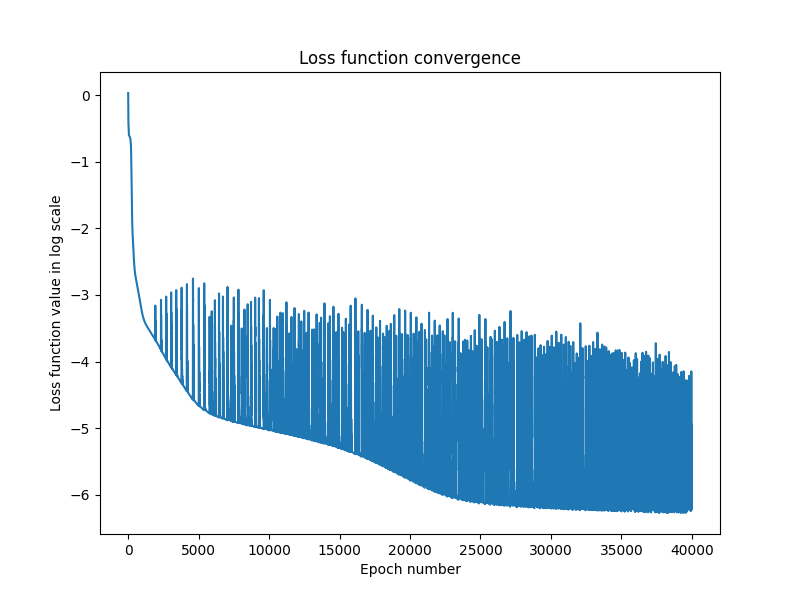 Loss function convergence
Loss function value in log scale
0
−1
−2
−3
−4
−5
−6
0 5000 10000 15000 20000 25000 30000 35000 40000
Epoch number